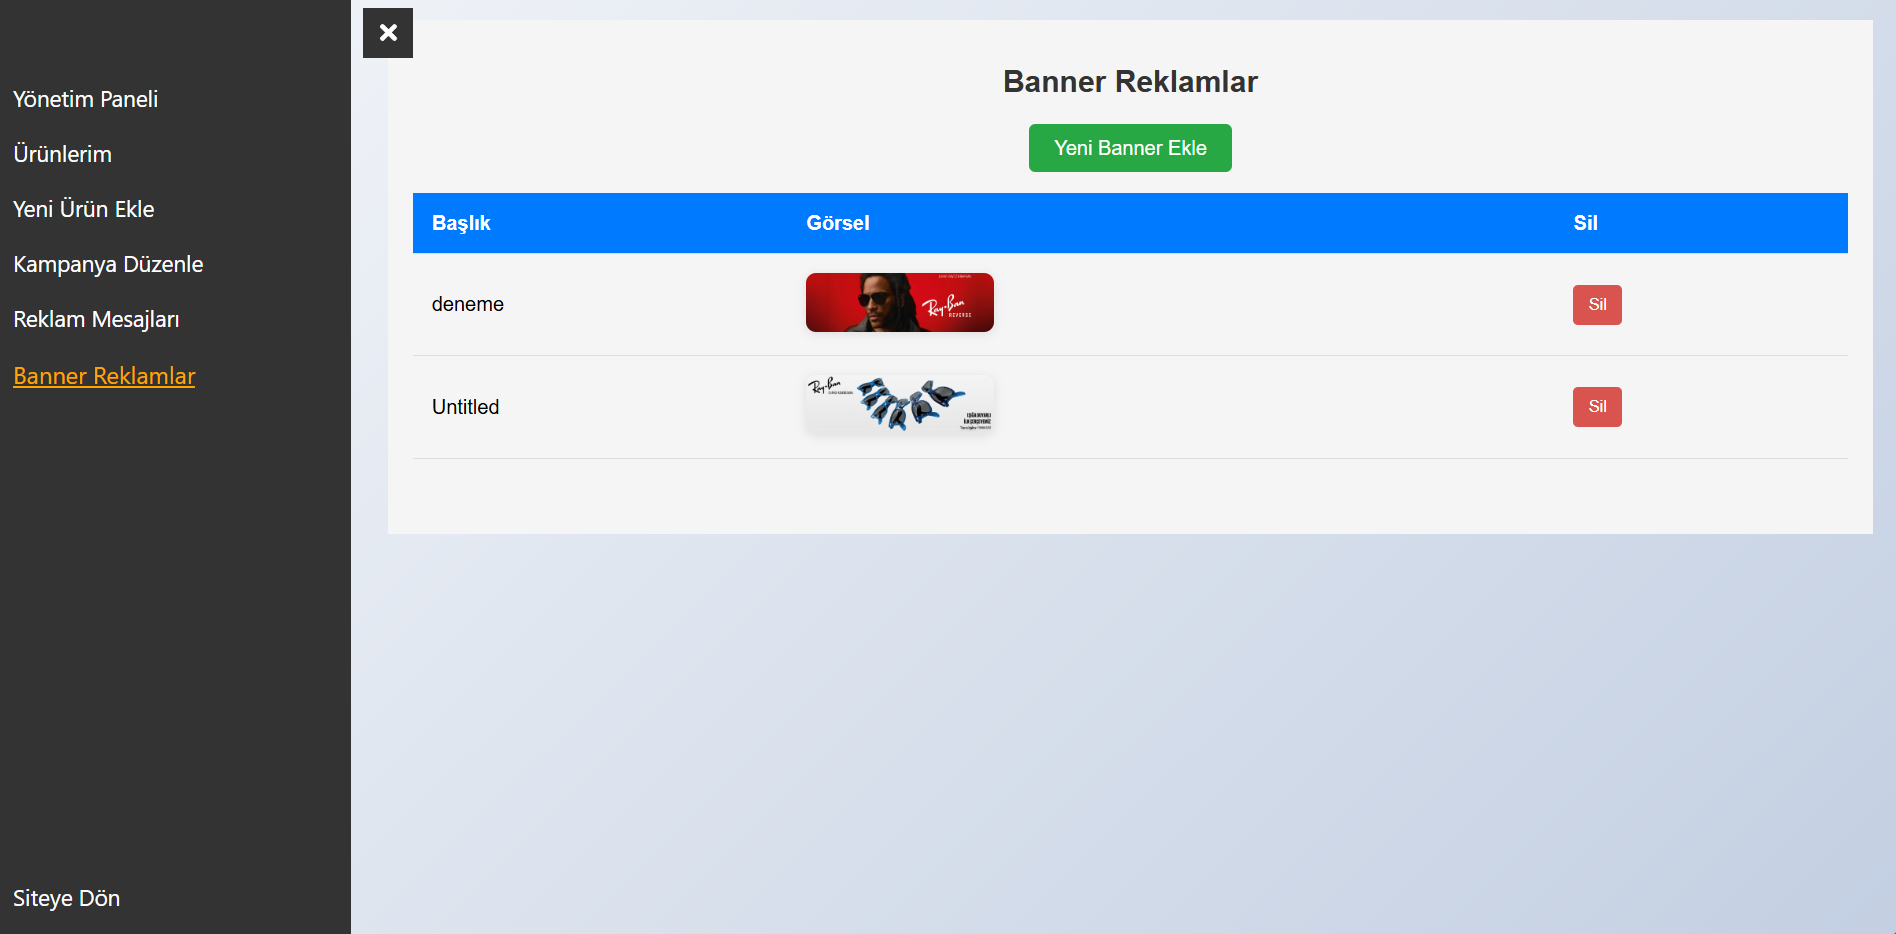 Yönetim Paneli
Ürünlerim
Yeni Ürün Ekle
Kampanya Düzenle
Reklam Mesajları
Banner Reklamlar
Siteye Dön
Banner Reklamlar
Yeni Banner Ekle
Başlık Görsel Sil
deneme
Ray-Ban
REVERSE
Sil
Untitled
Ray-Ban
Sil